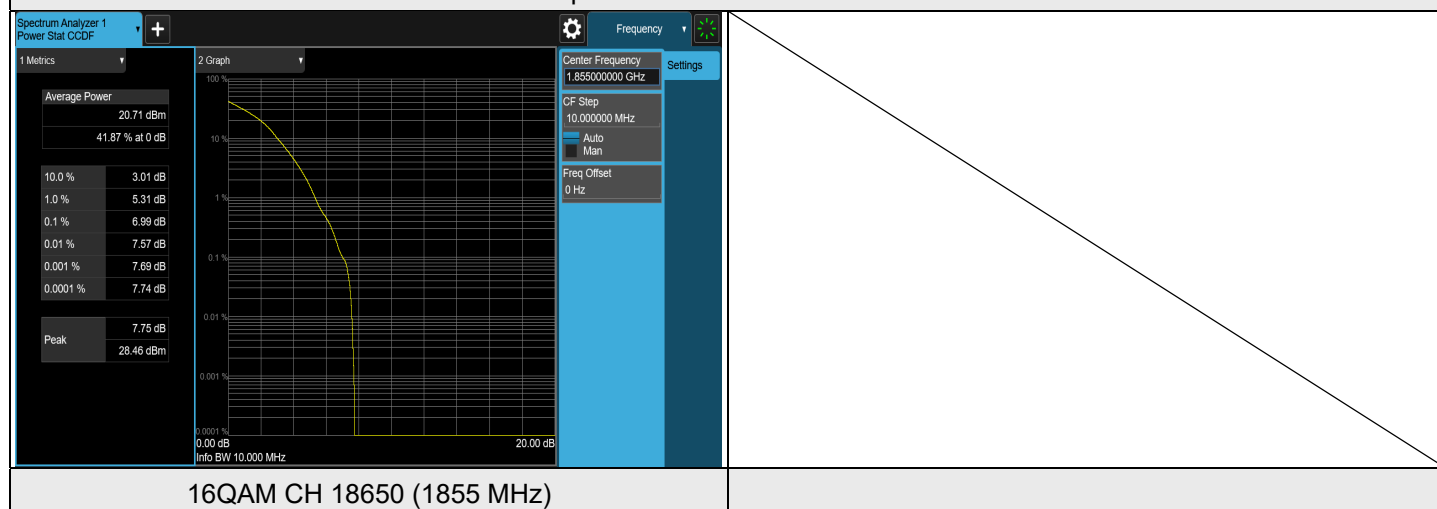 Spectrum Analyzer 1
Power Stat CCDF
+
Frequency
1 Metrics
2 Graph
Center Frequency
1.855000000 GHz
Settings
Average Power
20.71 dBm
41.87 % at 0 dB
CF Step
10.000000 MHz
Auto
Man
Freq Offset
0 Hz
10.0 % 3.01 dB
1.0 % 5.31 dB
0.1 % 6.99 dB
0.01 % 7.57 dB
0.001 % 7.69 dB
0.0001 % 7.74 dB
Peak
7.75 dB
28.46 dBm
100 %
10 %
1 %
0.1 %
0.01 %
0.001 %
0.0001 %
0.00 dB 20.00 dB
Info BW 10.000 MHz
16QAM CH 18650 (1855 MHz)